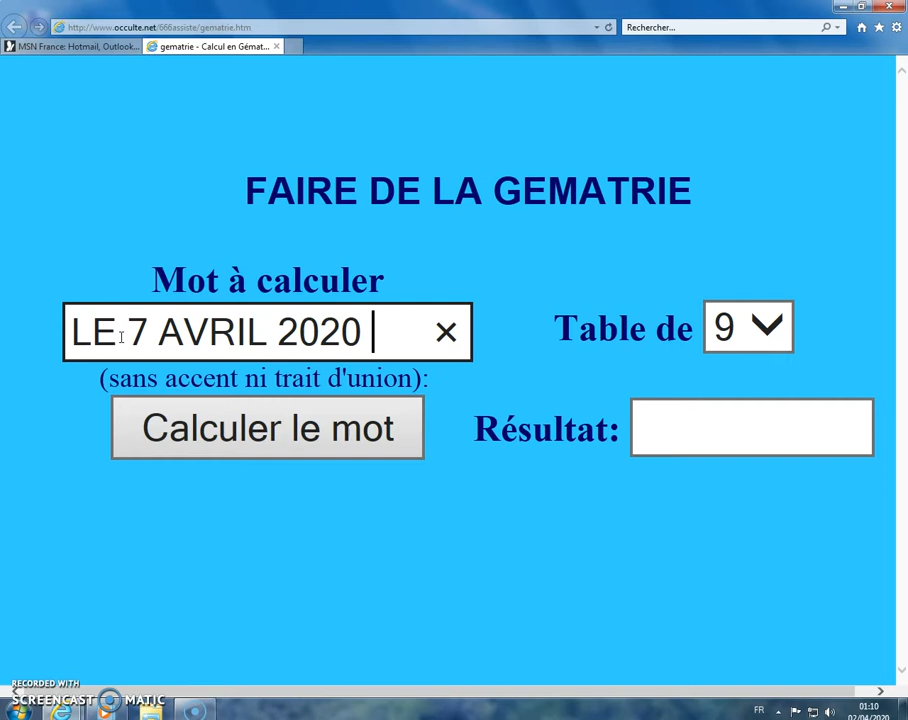 http://www.occulte.net/666assiste/gematrie.htm
Rechercher...
MSN France: Hotmail, Outlook...
gematrie - Calcul en Gémat...
FAIRE DE LA GEMATRIE
Mot à calculer
LE 7 AVRIL 2020
Table de 9
(sans accent ni trait d'union):
Calculer le mot
Résultat:
RECORDED WITH
SCREENCAST MATIC
FR
01:10
02/04/2020